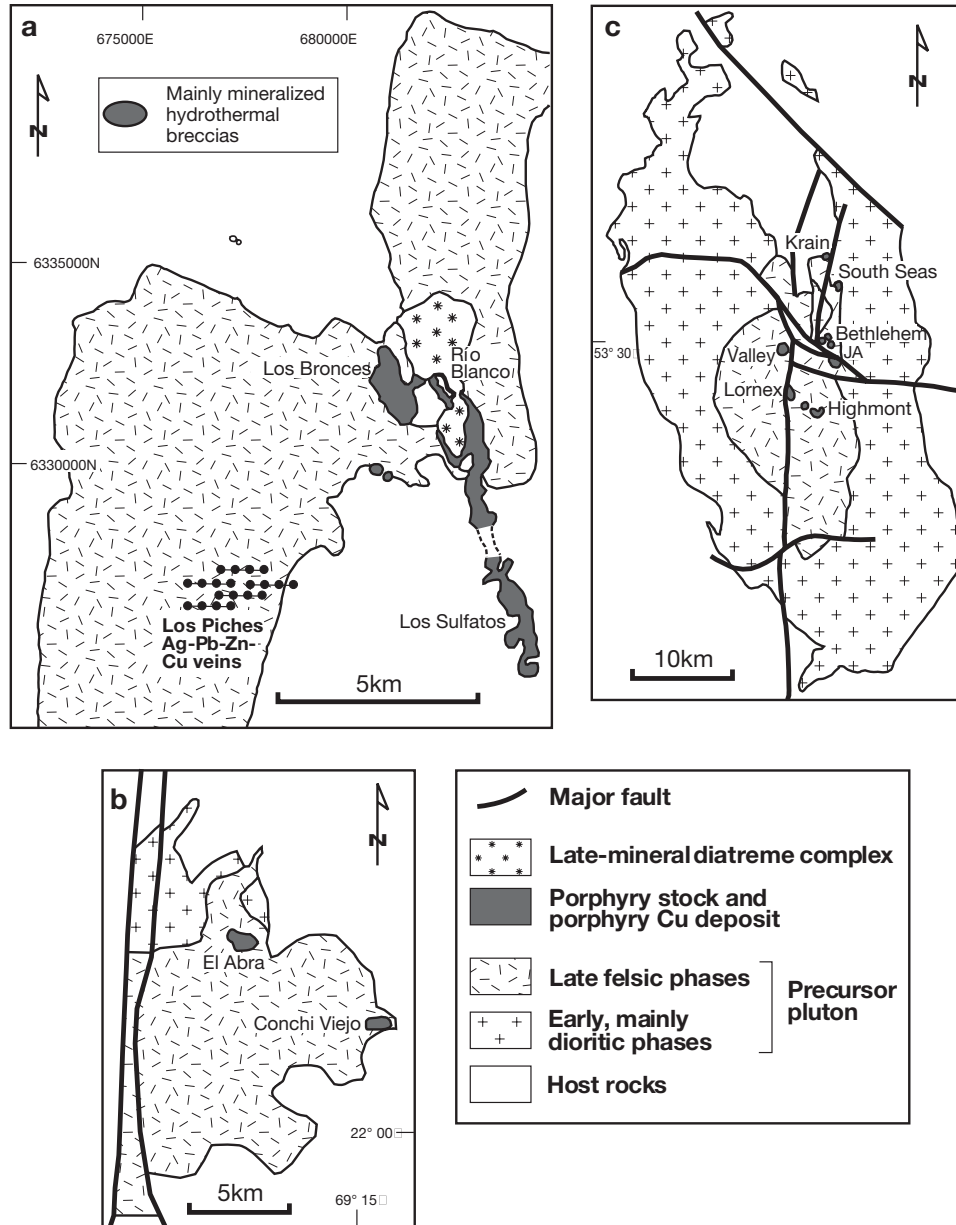 a
675000E
680000E
N
Mainly mineralized
hydrothermal
breccias
6335000N
Los Bronces
Río
Blanco
6330000N
Los Piches
Ag-Pb-Zn-
Cu veins
Los Sulfatos
5km
c
N
Krain
South Seas
Bethlehem
JA
53° 30
Valley
Lornex
Highmont
10km
b
N
El Abra
Conchi Viejo
22° 00
5km
69° 15
Major fault
Late-mineral diatreme complex
Porphyry stock and
porphyry Cu deposit
Late felsic phases
Early, mainly
dioritic phases
Precursor
pluton
Host rocks